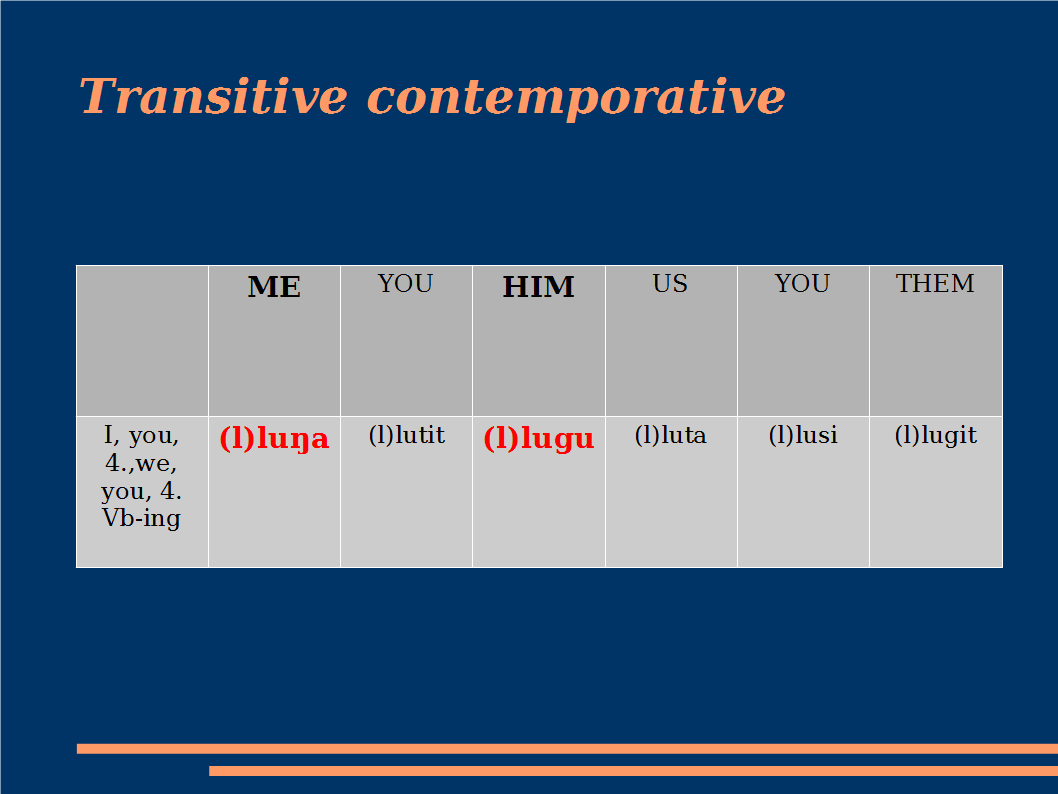 Transitive contemporative
ME YOU HIM US YOU THEM
I, you, (l)luŋa (l)lutit (l)lugu (l)luta (l)lusi (l)lugit
4.,we,
you, 4.
Vb-ing